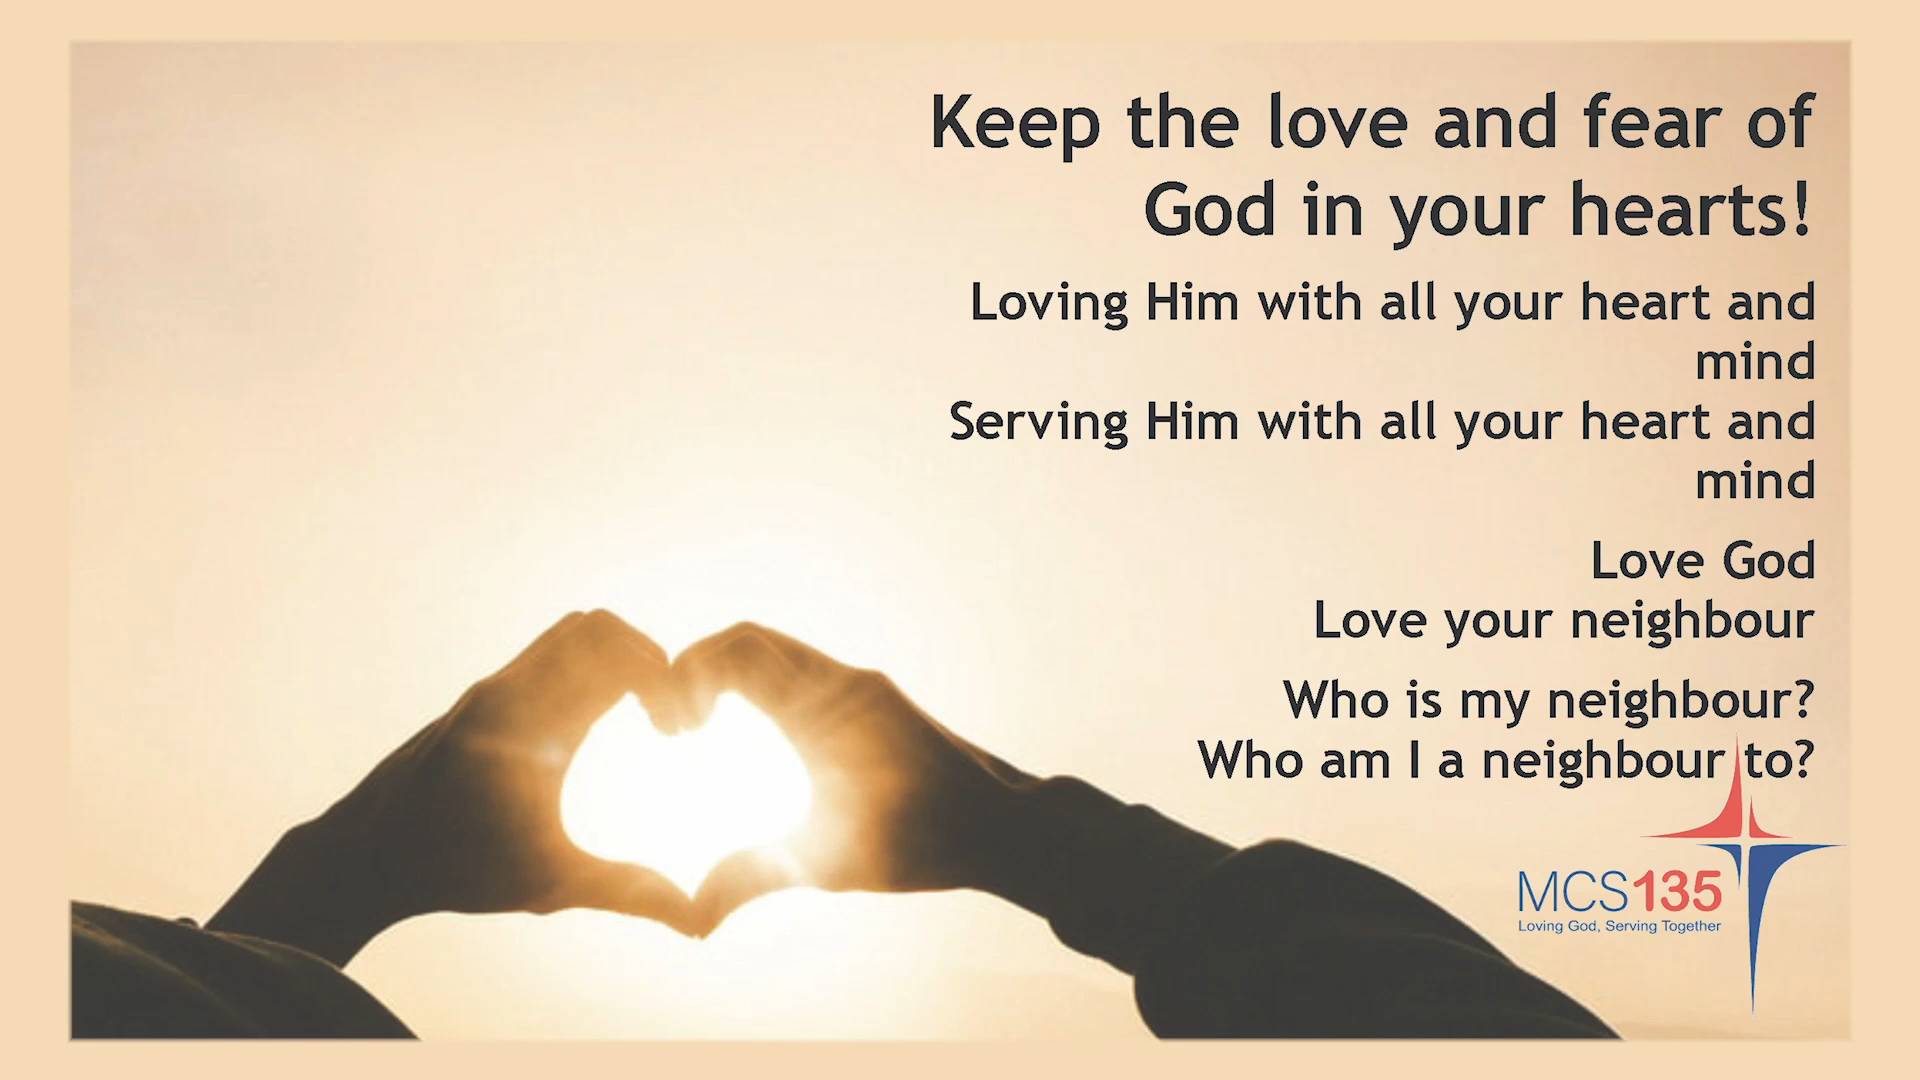 Keep the love and fear of
God in your hearts!
Loving Him with all your heart and
mind
Serving Him with all your heart and
mind
Love God
Love your neighbour
Who is my neighbour?
Who am I a neighbour to?
MCS135
Loving God, Serving Together